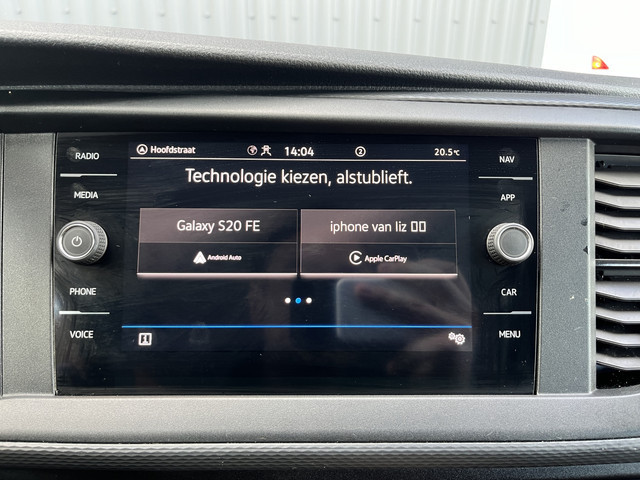 RADIO
MEDIA
PHONE
VOICE
Hoofdstraat
14:04
2
20.5°C
Technologie kiezen, alstublieft.
Galaxy S20 FE
Android Auto
iphone van liz
Apple CarPlay
NAV
APP
CAR
MENU